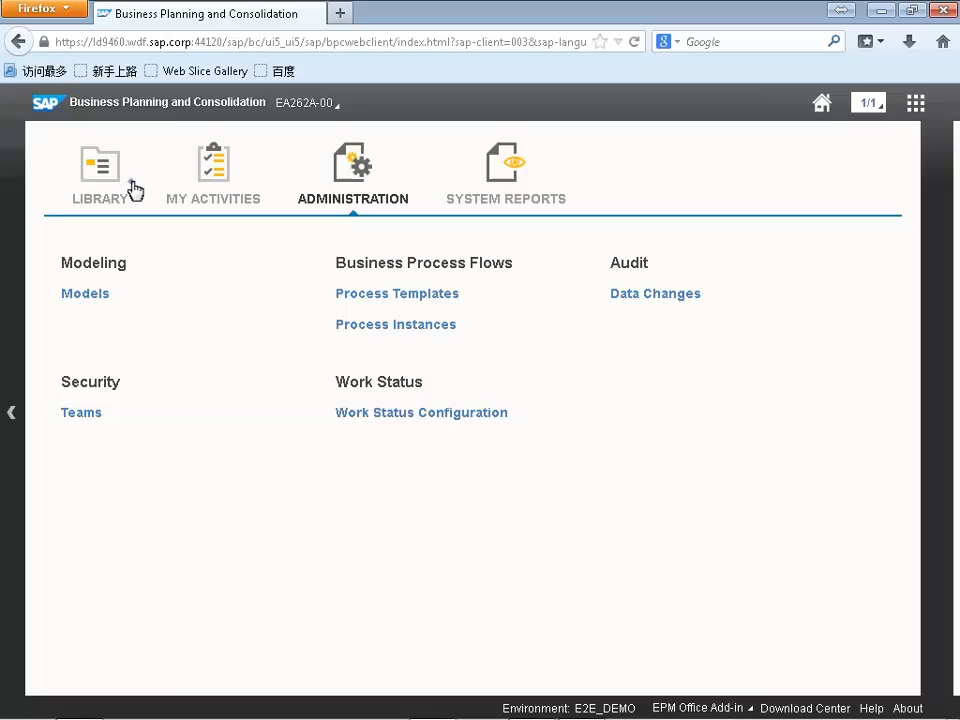 Firefox
Business Planning and Consolidation
https://ld9460.wdf.sap.corp:44120/sap/bc/ui5_ui5/sap/bpcwebclient/index.html?sap-client=003&sap-langu
Google
访问最多 新手上路 Web Slice Gallery 百度
SAP Business Planning and Consolidation EA262A-00 1/1
LIBRARY MY ACTIVITIES ADMINISTRATION SYSTEM REPORTS
Modeling Business Process Flows Audit
Models Process Templates Data Changes
Process Instances
Security Work Status
Teams Work Status Configuration
Environment: E2E_DEMO EPM Office Add-in Download Center Help About